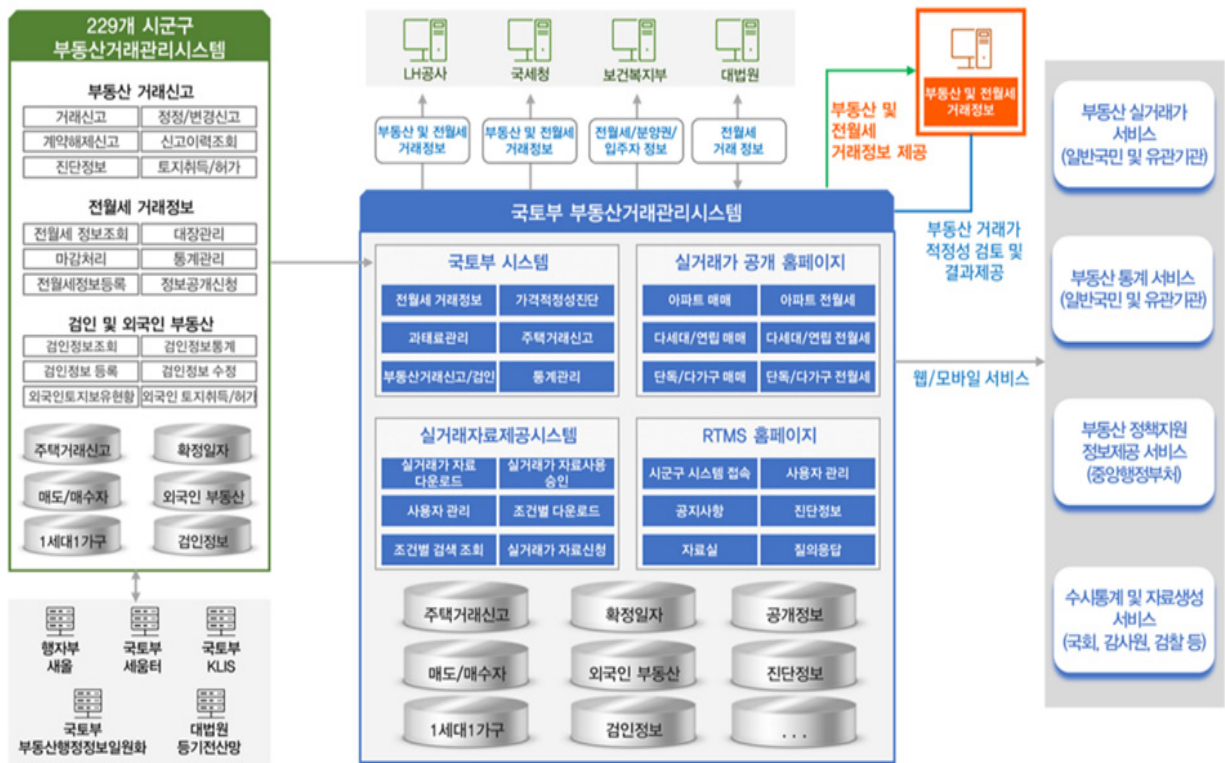 229개 시군구
부동산거래관리시스템
부동산 거래신고
거래신고
정정/변경신고
계약해제신고
신고이력조회
진단정보
토지취득/허가
전월세 거래정보
전월세 정보조회
대장관리
마감처리
통계관리
전월세정보등록
정보공개신청
검인 및 외국인 부동산
검인정보조회
검인정보통계
검인정보 등록
검인정보 수정
외국인토지보유현황
외국인 토지취득/허가
주택거래신고
확정일자
매도/매수자
외국인 부동산
1세대1가구
검인정보
행자부
새올
국토부
세움터
국토부
KLIS
국토부
부동산행정정보일원화
대법원
등기전산망
LH공사
국세청
보건복지부
대법원
부동산 및 전월세
거래정보
부동산 및 전월세
거래정보
전월세/분양권/
입주자 정보
전월세
거래 정보
부동산 및
전월세
거래정보 제공
부동산 및 전월세
거래정보
국토부 부동산거래관리시스템
부동산 거래가
적정성 검토 및
결과제공
국토부 시스템
전월세 거래정보
가격적정성진단
과태료관리
주택거래신고
부동산거래신고/검인
통계관리
실거래가 공개 홈페이지
아파트 매매
아파트 전월세
다세대/연립 매매
다세대/연립 전월세
단독/다가구 매매
단독/다가구 전월세
웹/모바일 서비스
실거래자료제공시스템
실거래가 자료
다운로드
실거래가 자료사용
승인
사용자 관리
조건별 다운로드
조건별 검색 조회
실거래가 자료신청
RTMS 홈페이지
시군구 시스템 접속
사용자 관리
공지사항
진단정보
자료실
질의응답
주택거래신고
확정일자
공개정보
매도/매수자
외국인 부동산
진단정보
1세대1가구
검인정보
...
부동산 실거래가
서비스
(일반국민 및 유관기관)
부동산 통계 서비스
(일반국민 및 유관기관)
부동산 정책지원
정보제공 서비스
(중앙행정부처)
수시통계 및 자료생성
서비스
(국회, 감사원, 검찰 등)